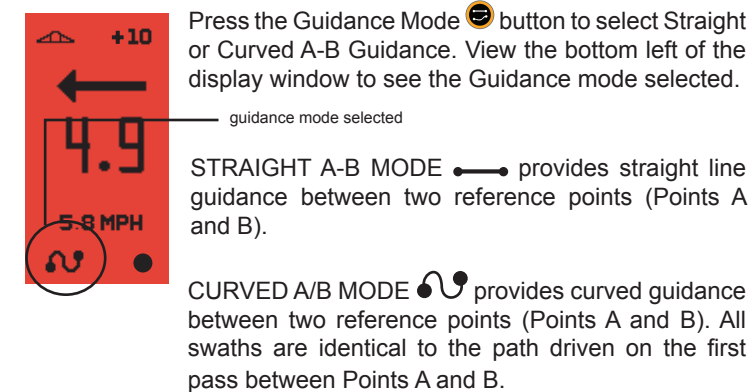 +10
4.9
5.8 MPH
Press the Guidance Mode button to select Straight
or Curved A-B Guidance. View the bottom left of the
display window to see the Guidance mode selected.
guidance mode selected
STRAIGHT A-B MODE provides straight line
guidance between two reference points (Points A
and B).
CURVED A/B MODE provides curved guidance
between two reference points (Points A and B). All
swaths are identical to the path driven on the first
pass between Points A and B.